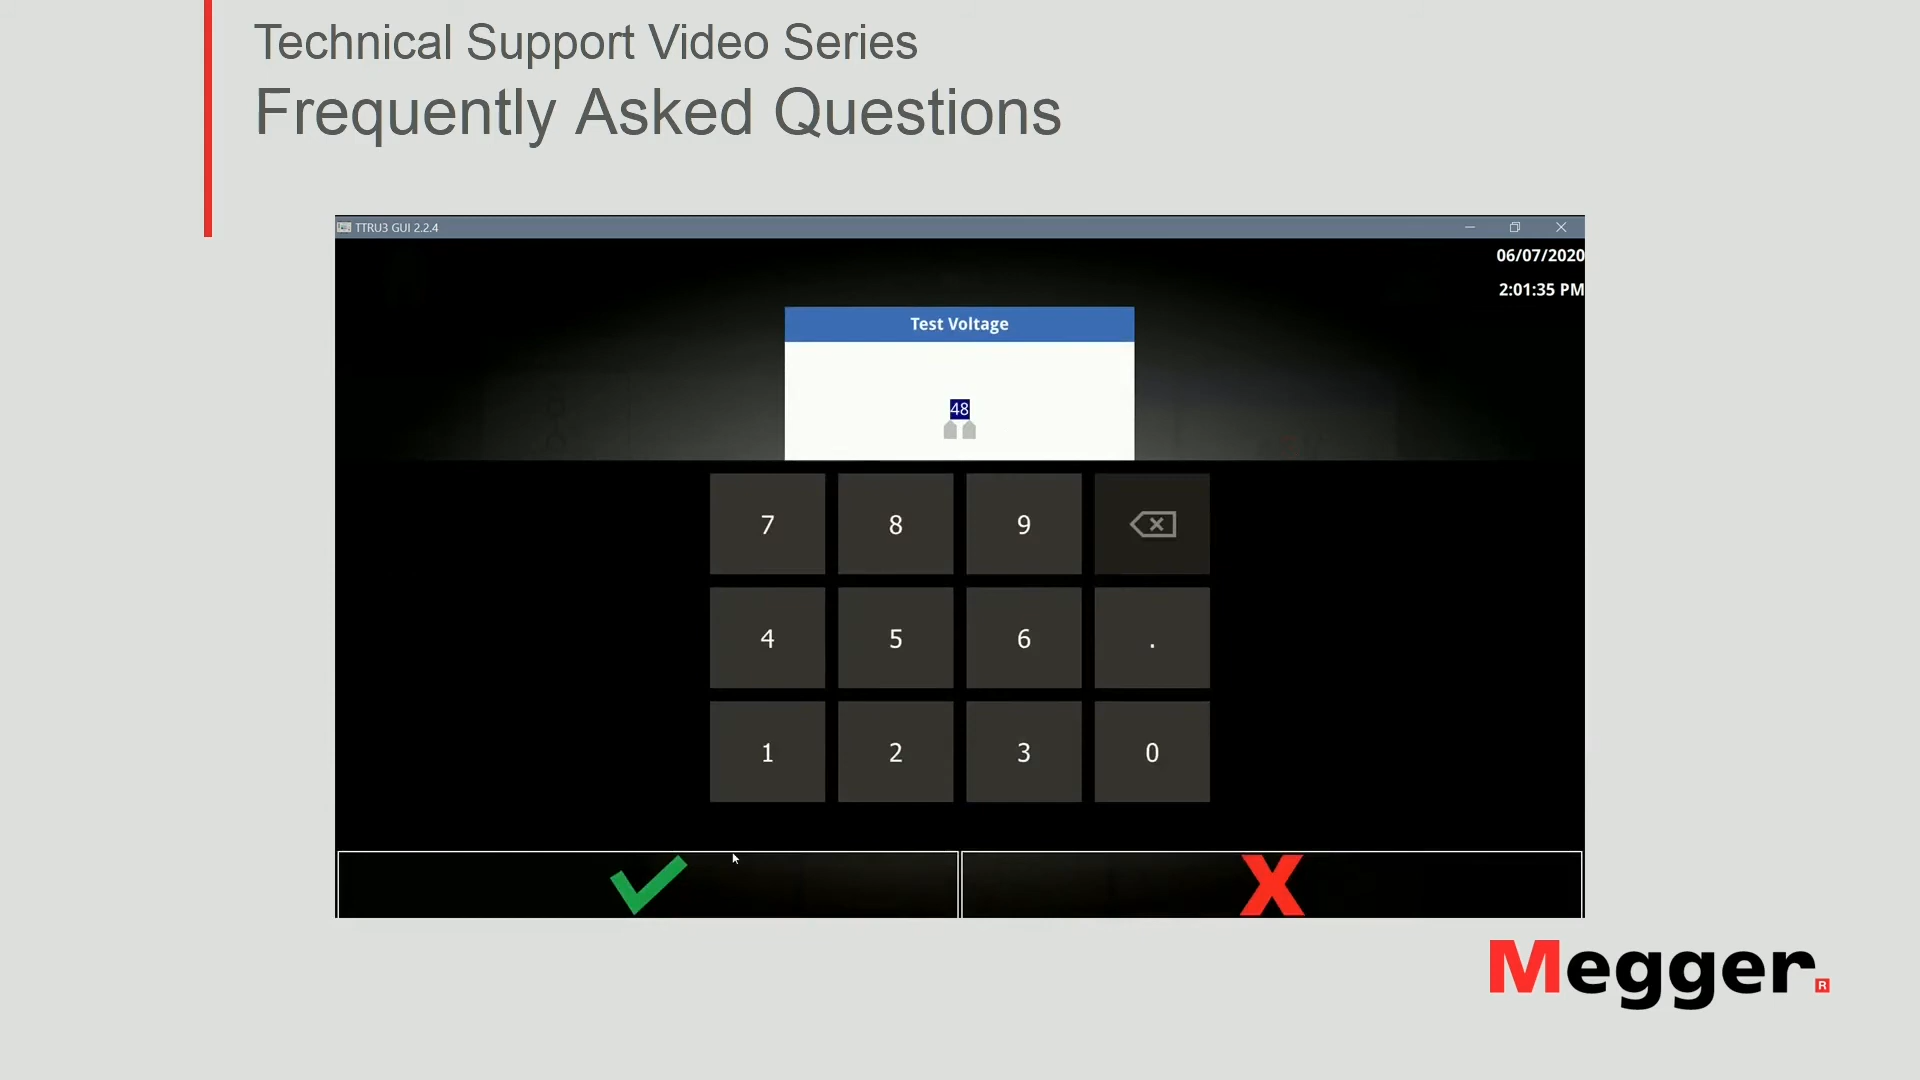 Technical Support Video Series
Frequently Asked Questions
TTRU3 GUI 2.2.4
06/07/2020
2:01:35 PM
Test Voltage
48
7 8 9
4 5 6 .
1 2 3 0
Megger®